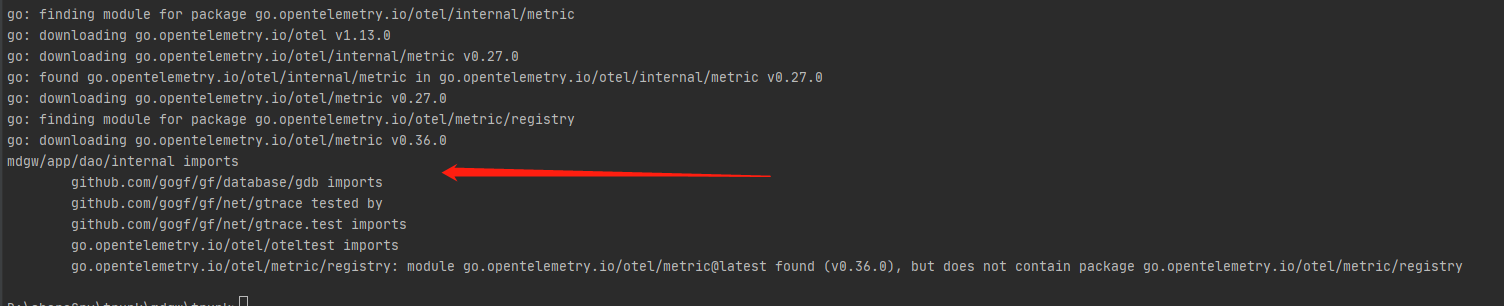 go: finding module for package go.opentelemetry.io/otel/internal/metric
go: downloading go.opentelemetry.io/otel v1.13.0
go: downloading go.opentelemetry.io/otel/internal/metric v0.27.0
go: found go.opentelemetry.io/otel/internal/metric in go.opentelemetry.io/otel/internal/metric v0.27.0
go: downloading go.opentelemetry.io/otel/metric v0.27.0
go: finding module for package go.opentelemetry.io/otel/metric/registry
go: downloading go.opentelemetry.io/otel/metric v0.36.0
mdgw/app/dao/internal imports
github.com/gogf/gf/database/gdb imports
github.com/gogf/gf/net/gtrace tested by
github.com/gogf/gf/net/gtrace.test imports
go.opentelemetry.io/otel/oteltest imports
go.opentelemetry.io/otel/metric/registry: module go.opentelemetry.io/otel/metric@latest found (v0.36.0), but does not contain package go.opentelemetry.io/otel/metric/registry